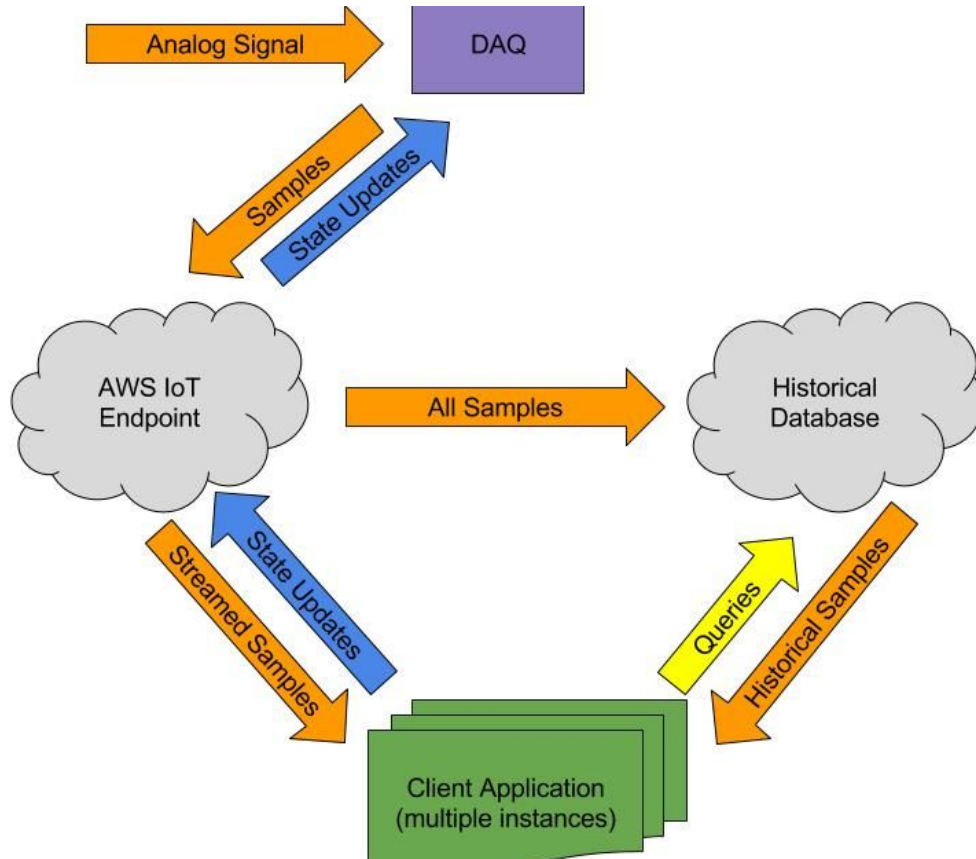 Analog Signal
DAQ
Samples
State Updates
AWS IoT
Endpoint
All Samples
Historical
Database
Streamed Samples
State Updates
Queries
Historical Samples
Client Application
(multiple instances)